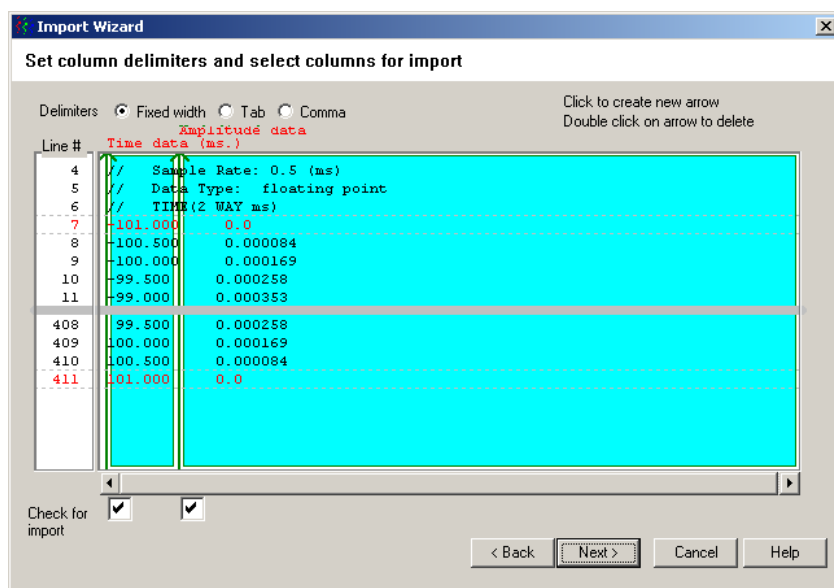 Import Wizard
Set column delimiters and select columns for import
Delimiters Fixed width Tab Comma
Click to create new arrow
Double click on arrow to delete
Amplitude data
Line # Time data (ms.)
4 // Sample Rate: 0.5 (ms)
5 // Data Type: floating point
6 // TIME(2 WAY ms)
7 -101.000 0.0
8 -100.500 0.000084
9 -100.000 0.000169
10 -99.500 0.000258
11 -99.000 0.000353
408 99.500 0.000258
409 100.000 0.000169
410 100.500 0.000084
411 101.000 0.0
Check for
import
< Back Next > Cancel Help